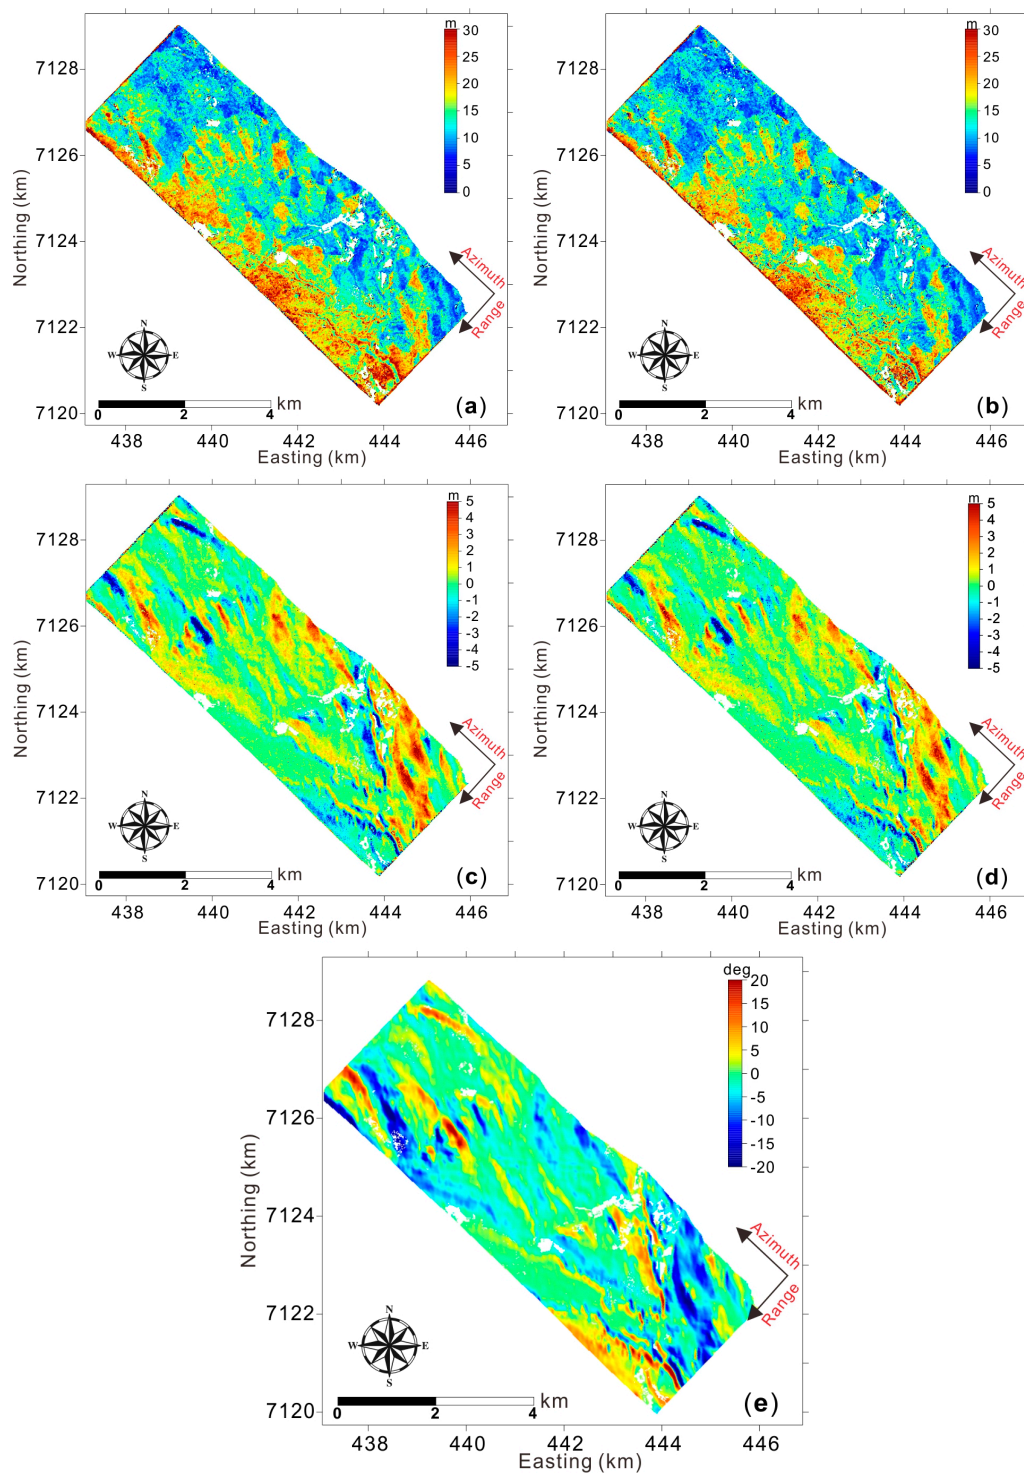 m
30
25
20
15
10
5
0
7128
7126
7124
7122
7120
Northing (km)
Azimuth
Range
N
W E
S
km
0 2 4
(a)
438 440 442 444 446
Easting (km)
m
30
25
20
15
10
5
0
7128
7126
7124
7122
7120
Northing (km)
Azimuth
Range
N
W E
S
km
0 2 4
(b)
438 440 442 444 446
Easting (km)
m
5
4
3
2
1
0
-1
-2
-3
-4
-5
7128
7126
7124
7122
7120
Northing (km)
Azimuth
Range
N
W E
S
km
0 2 4
(c)
438 440 442 444 446
Easting (km)
m
5
4
3
2
1
0
-1
-2
-3
-4
-5
7128
7126
7124
7122
7120
Northing (km)
Azimuth
Range
N
W E
S
km
0 2 4
(d)
438 440 442 444 446
Easting (km)
deg
20
15
10
5
0
-5
-10
-15
-20
7128
7126
7124
7122
7120
Northing (km)
Azimuth
Range
N
W E
S
km
0 2 4
(e)
438 440 442 444 446
Easting (km)